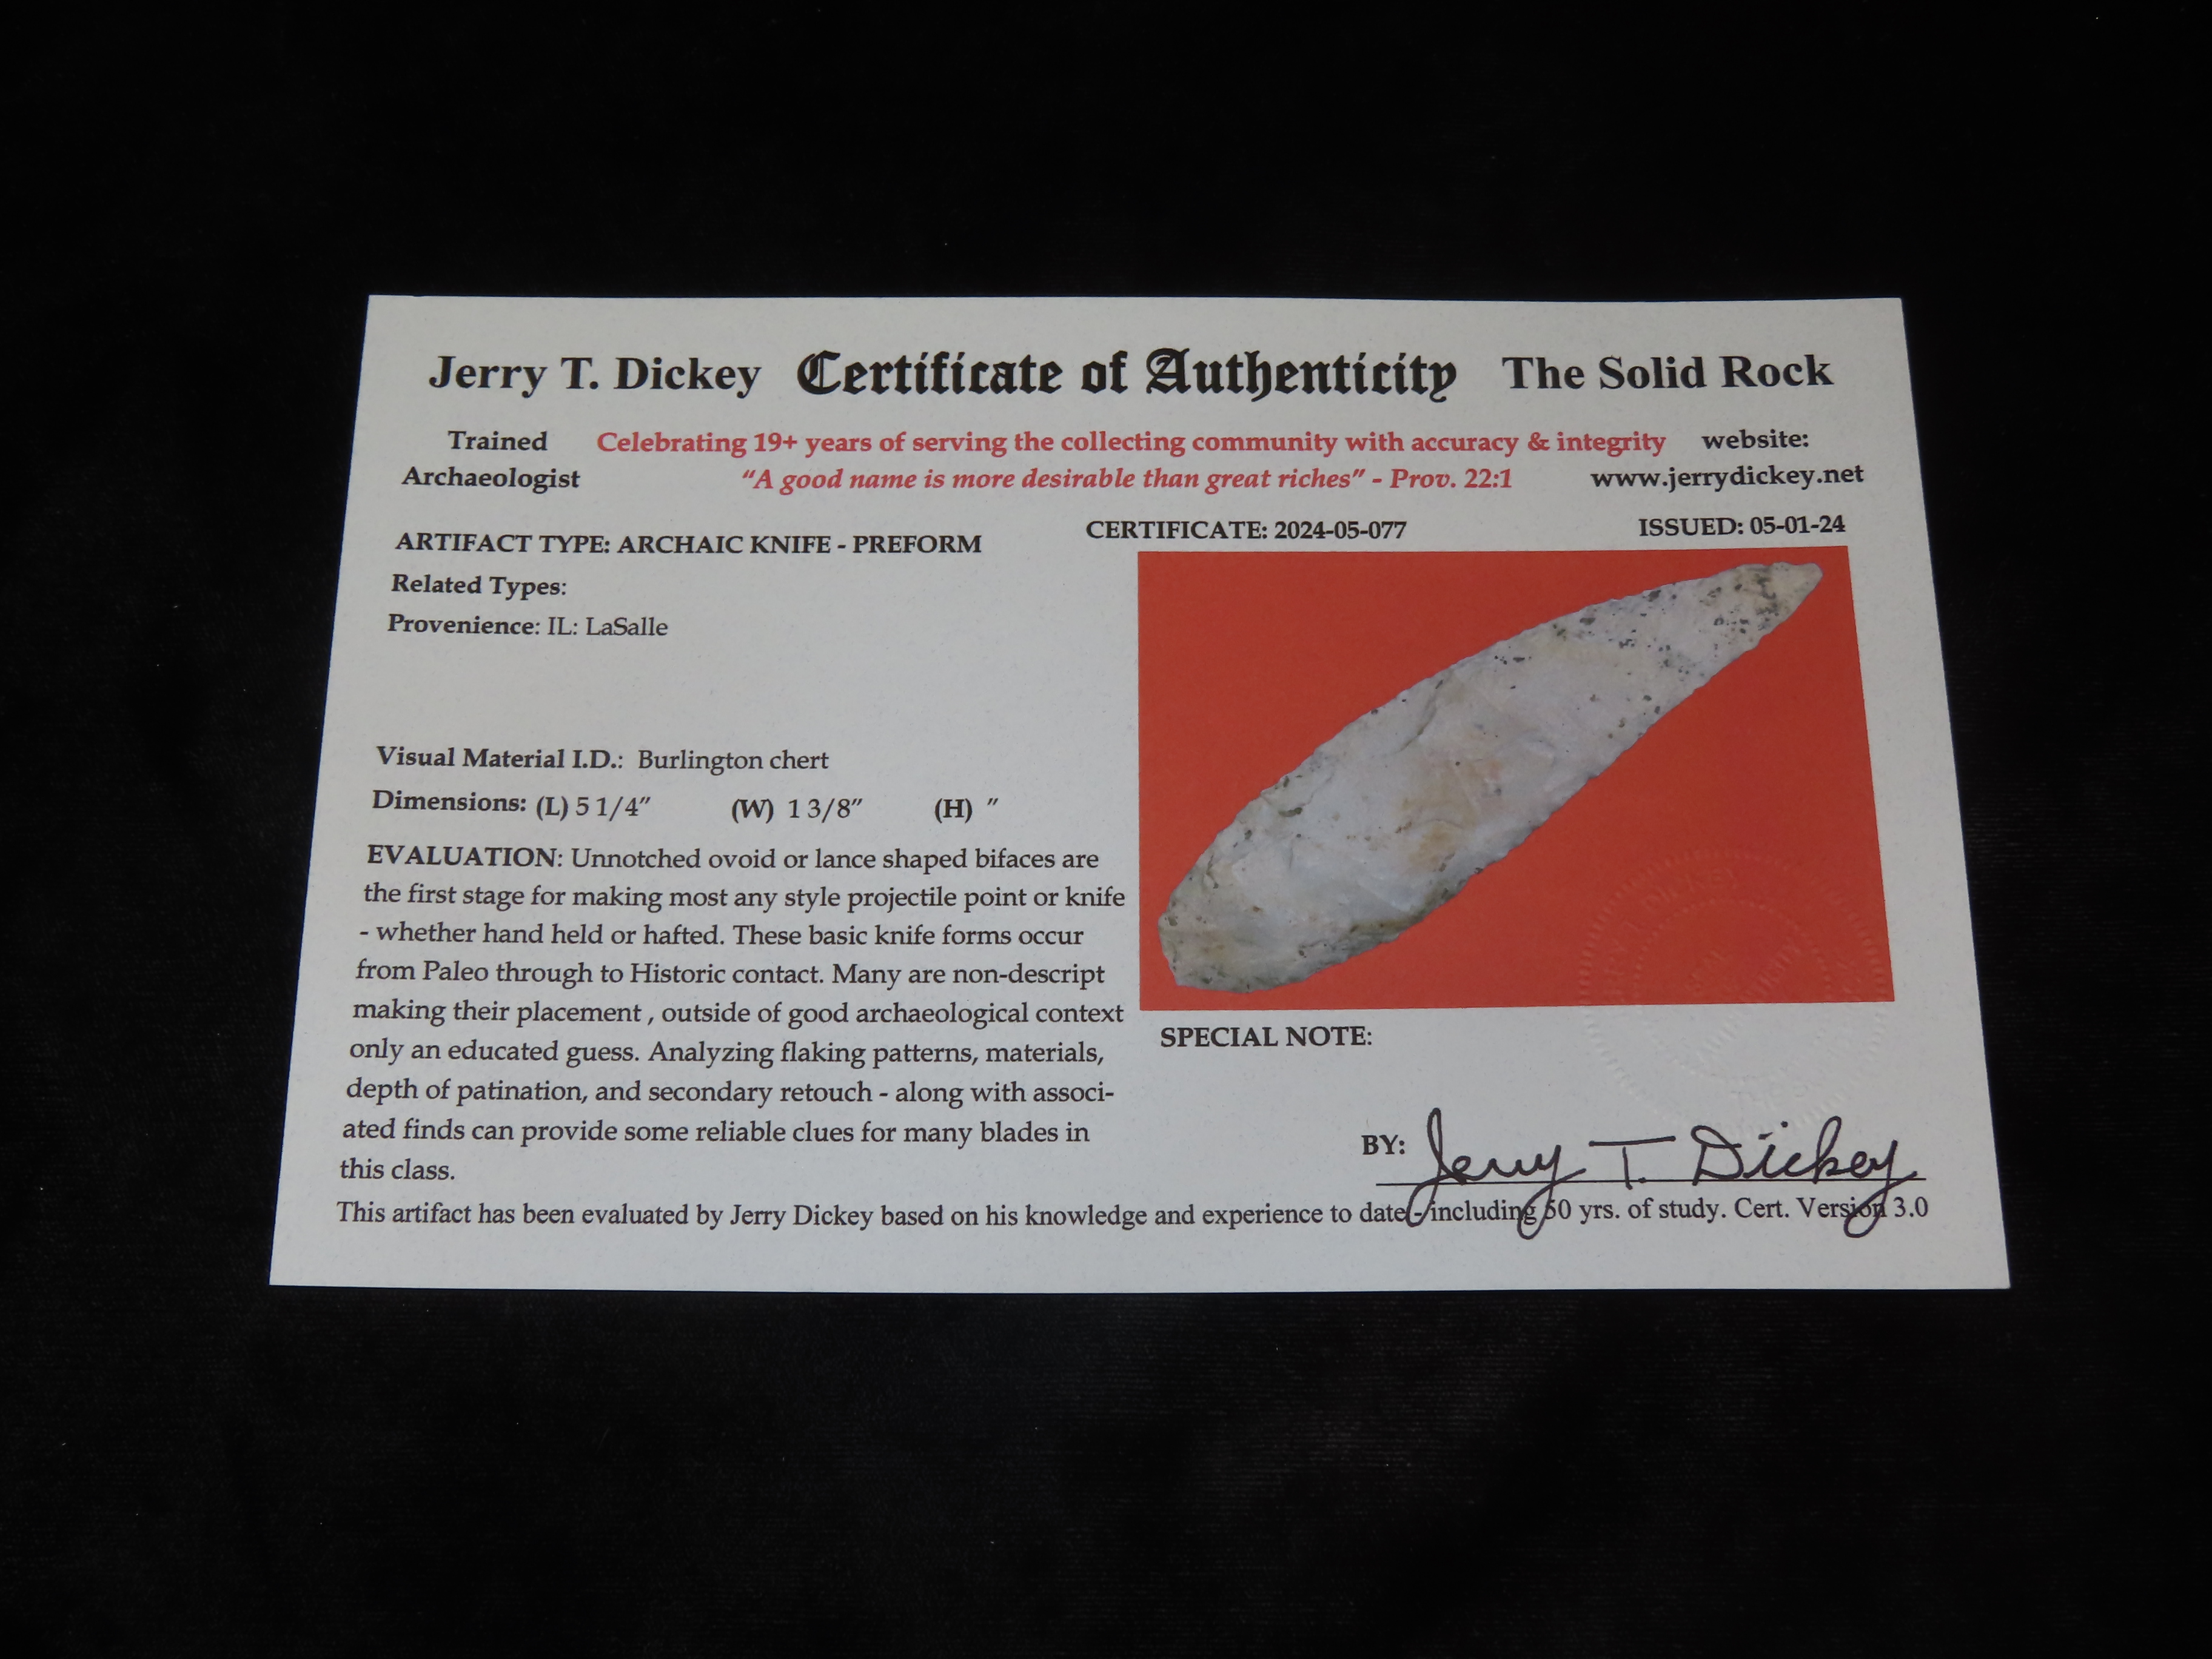 Jerry T. Dickey Certificate of Authenticity The Solid Rock
Trained Celebrating 19+ years of serving the collecting community with accuracy & integrity website:
Archaeologist "A good name is more desirable than great riches" - Prov. 22:1 www.jerrydickey.net
CERTIFICATE: 2024-05-077 ISSUED: 05-01-24
ARTIFACT TYPE: ARCHAIC KNIFE - PREFORM
Related Types:
Provenience: IL: LaSalle
Visual Material I.D.: Burlington chert
Dimensions: (L) 5 1/4" (W) 1 3/8" (H) "
EVALUATION: Unnotched ovoid or lance shaped bifaces are
the first stage for making most any style projectile point or knife
- whether hand held or hafted. These basic knife forms occur
from Paleo through to Historic contact. Many are non-descript
making their placement , outside of good archaeological context
only an educated guess. Analyzing flaking patterns, materials,
depth of patination, and secondary retouch - along with associ-
ated finds can provide some reliable clues for many blades in
this class.
SPECIAL NOTE:
BY: Jerry T. Dickey
This artifact has been evaluated by Jerry Dickey based on his knowledge and experience to date - including 50 yrs. of study. Cert. Version 3.0